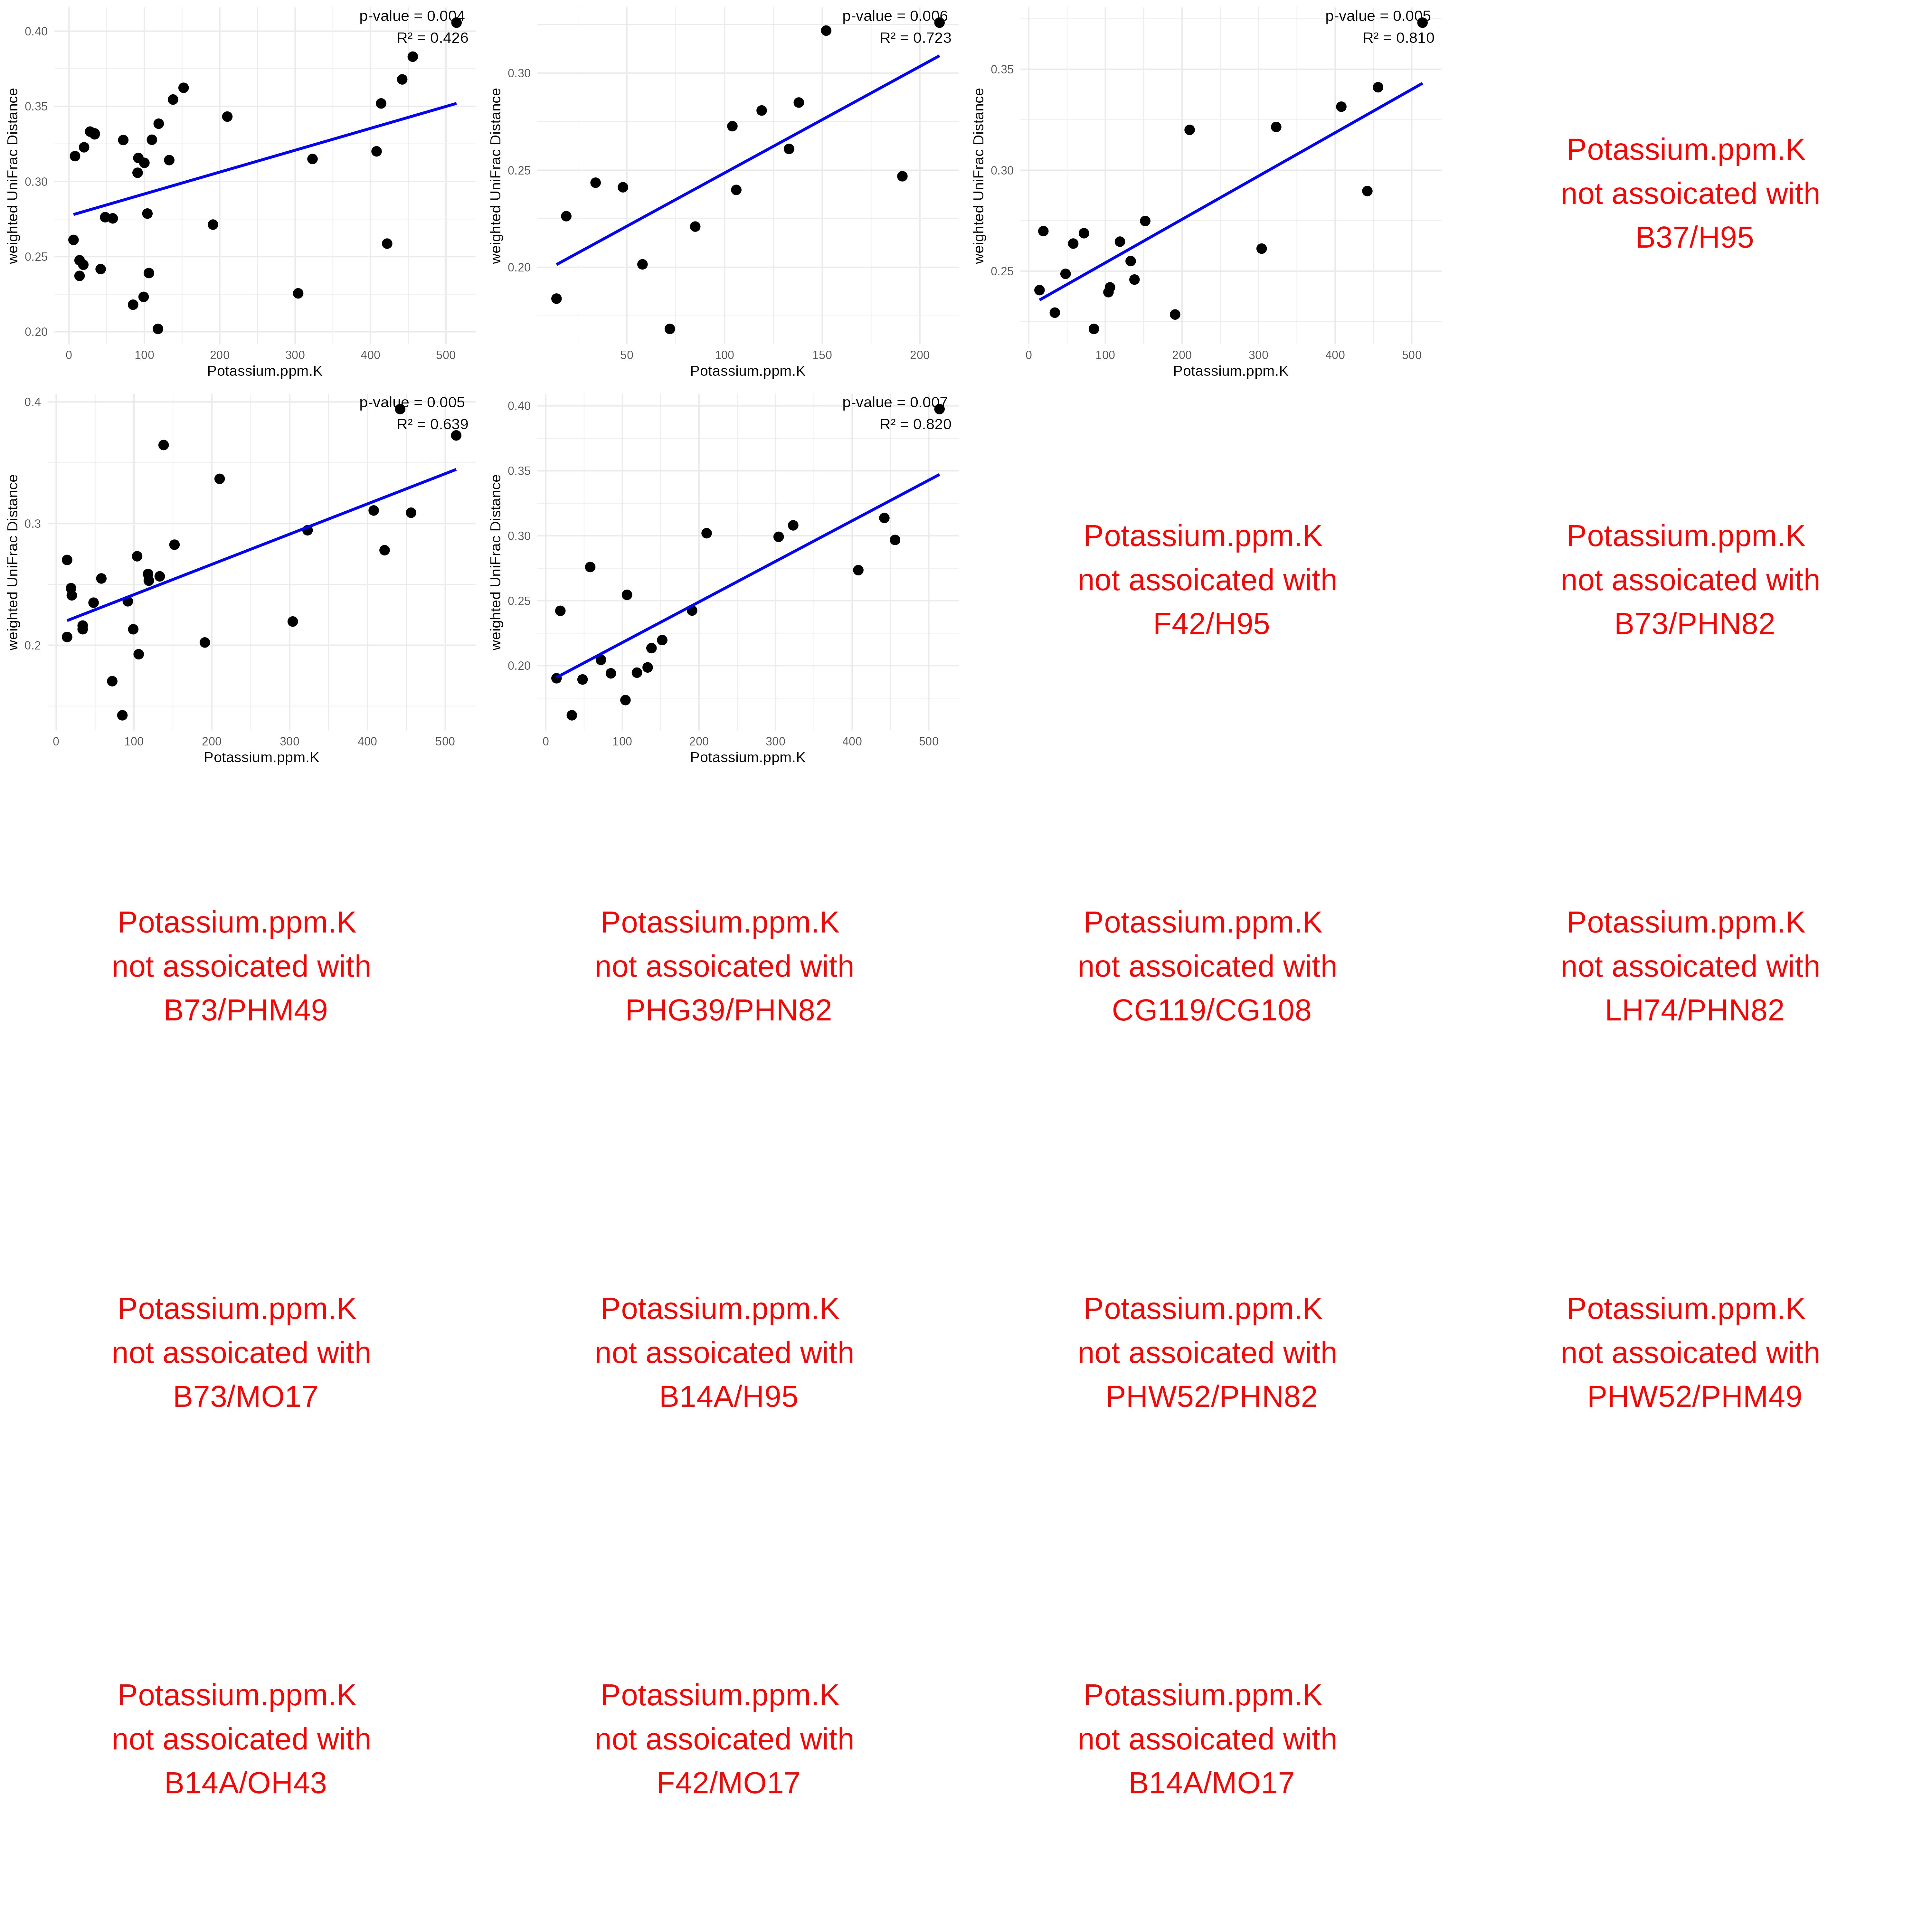 p-value = 0.004
R² = 0.426
0.40
0.35
0.30
0.25
0.20
weighted UniFrac Distance
0 100 200 300 400 500
Potassium.ppm.K
p-value = 0.006
R² = 0.723
0.30
0.25
0.20
weighted UniFrac Distance
50 100 150 200
Potassium.ppm.K
p-value = 0.005
R² = 0.810
0.35
0.30
0.25
weighted UniFrac Distance
0 100 200 300 400 500
Potassium.ppm.K
Potassium.ppm.K
not assoicated with
B37/H95
p-value = 0.005
R² = 0.639
0.4
0.3
0.2
weighted UniFrac Distance
0 100 200 300 400 500
Potassium.ppm.K
p-value = 0.007
R² = 0.820
0.40
0.35
0.30
0.25
0.20
weighted UniFrac Distance
0 100 200 300 400 500
Potassium.ppm.K
Potassium.ppm.K
not assoicated with
F42/H95
Potassium.ppm.K
not assoicated with
B73/PHN82
Potassium.ppm.K
not assoicated with
B73/PHM49
Potassium.ppm.K
not assoicated with
PHG39/PHN82
Potassium.ppm.K
not assoicated with
CG119/CG108
Potassium.ppm.K
not assoicated with
LH74/PHN82
Potassium.ppm.K
not assoicated with
B73/MO17
Potassium.ppm.K
not assoicated with
B14A/H95
Potassium.ppm.K
not assoicated with
PHW52/PHN82
Potassium.ppm.K
not assoicated with
PHW52/PHM49
Potassium.ppm.K
not assoicated with
B14A/OH43
Potassium.ppm.K
not assoicated with
F42/MO17
Potassium.ppm.K
not assoicated with
B14A/MO17